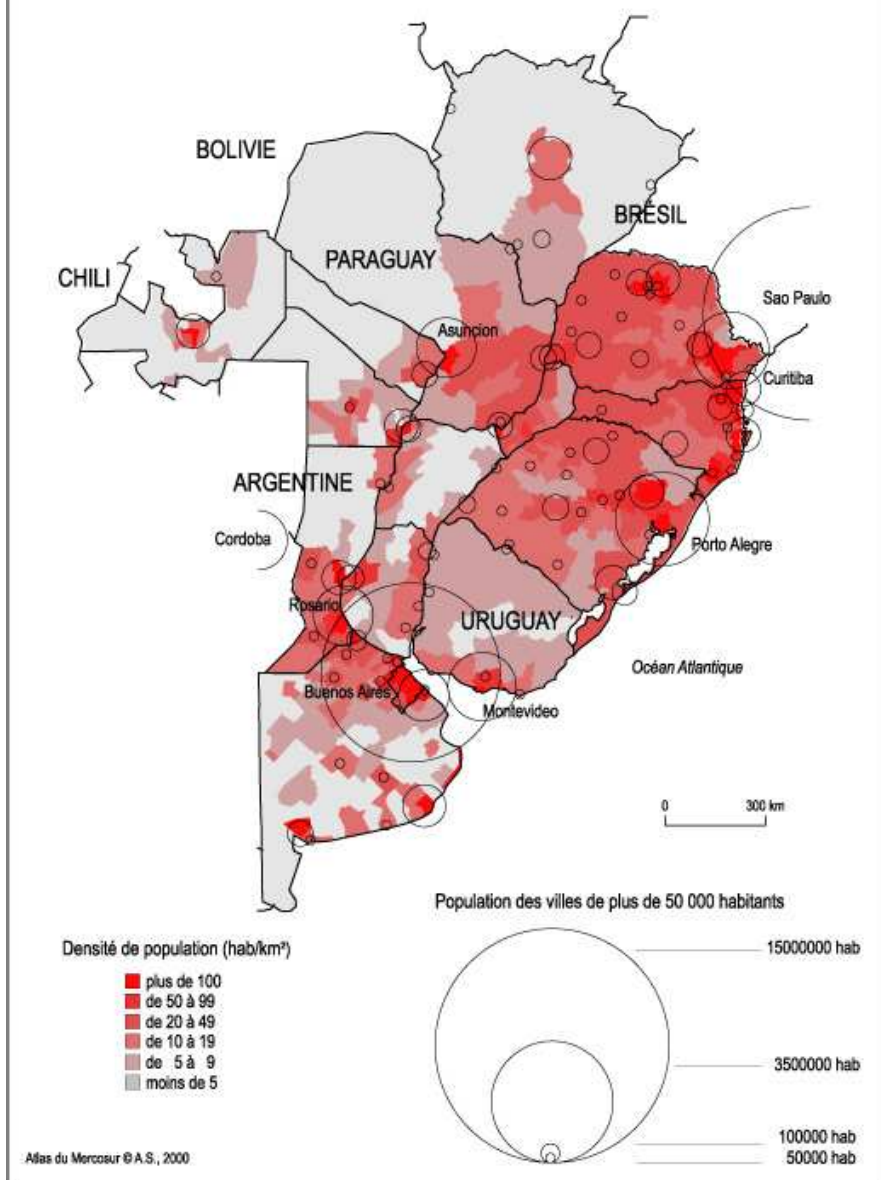 BOLIVIE
BRÉSIL
PARAGUAY
CHILI
Sao Paulo
Asuncion
Curitiba
ARGENTINE
Cordoba
Porto Alegre
Rosario
URUGUAY
Océan Atlantique
Buenos Aires
Montevideo
0 300 km
Population des villes de plus de 50 000 habitants
15000000 hab
3500000 hab
100000 hab
50000 hab
Densité de population (hab/km²)
plus de 100
de 50 à 99
de 20 à 49
de 10 à 19
de 5 à 9
moins de 5
Atlas du Mercosur © A.S., 2000